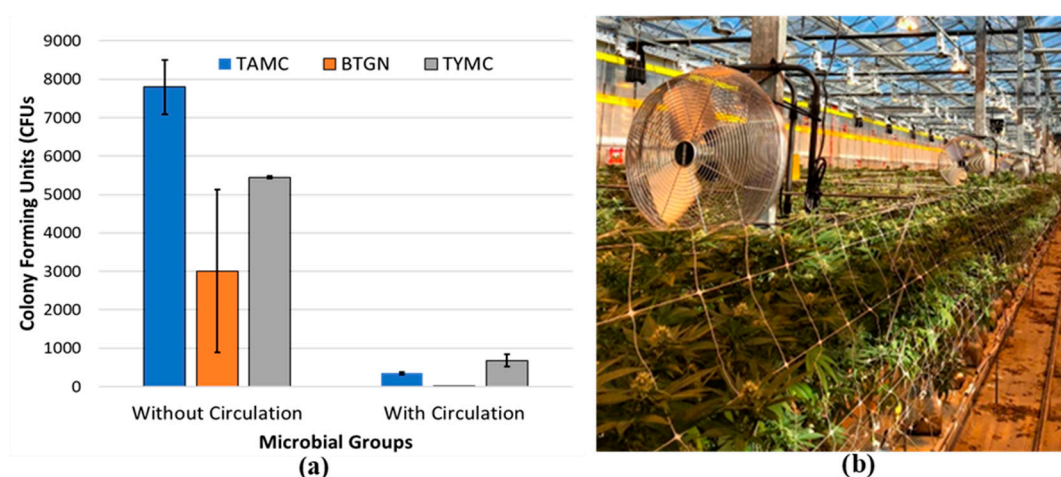 9000
8000
7000
6000
5000
4000
3000
2000
1000
0
Colony Forming Units (CFUs
TAMC BTGN TYMC
Without Circulation With Circulation
Microbial Groups
(a) (b)